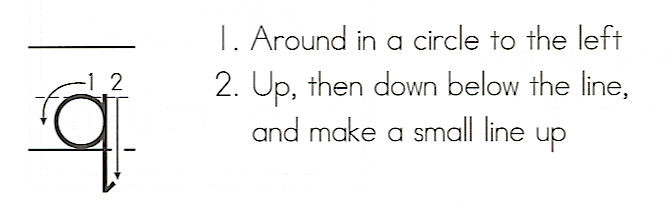 1 2
q
1. Around in a circle to the left
2. Up, then down below the line,
and make a small line up